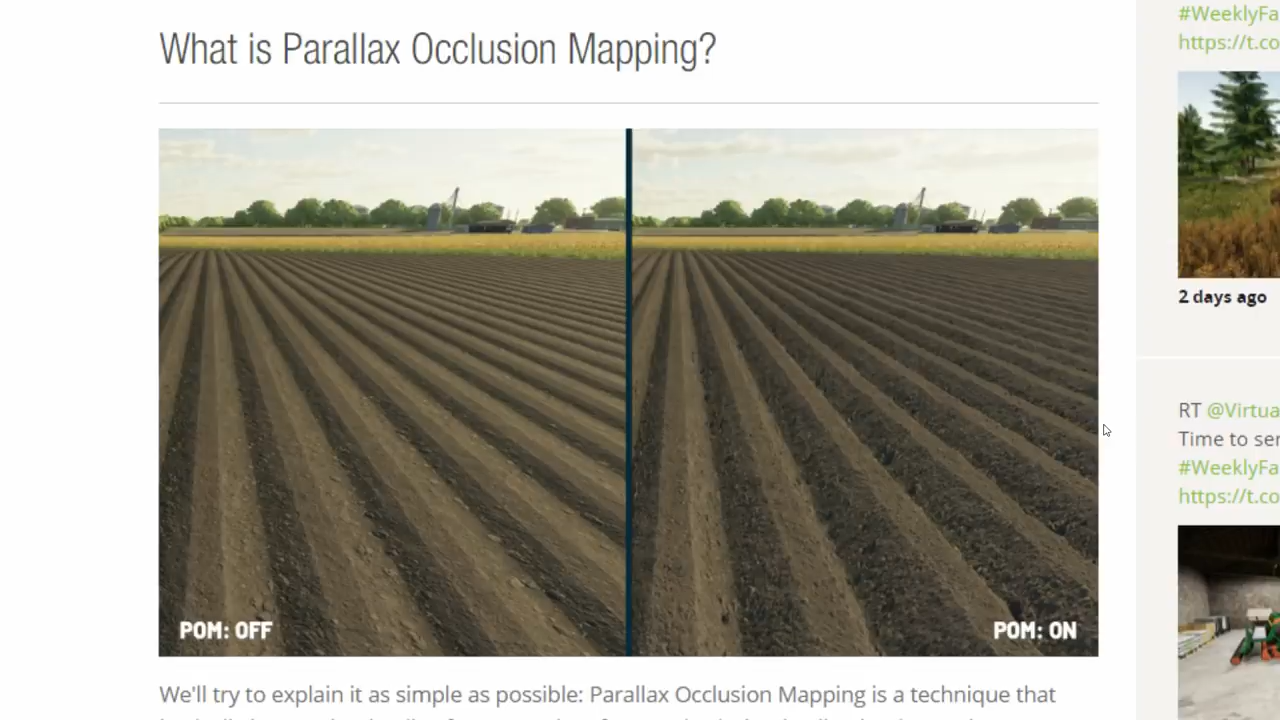 What is Parallax Occlusion Mapping?
POM: OFF
POM: ON
We'll try to explain it as simple as possible: Parallax Occlusion Mapping is a technique that
#WeeklyFa
https://t.co
2 days ago
RT @Virtua
Time to ser
#WeeklyFa
https://t.co